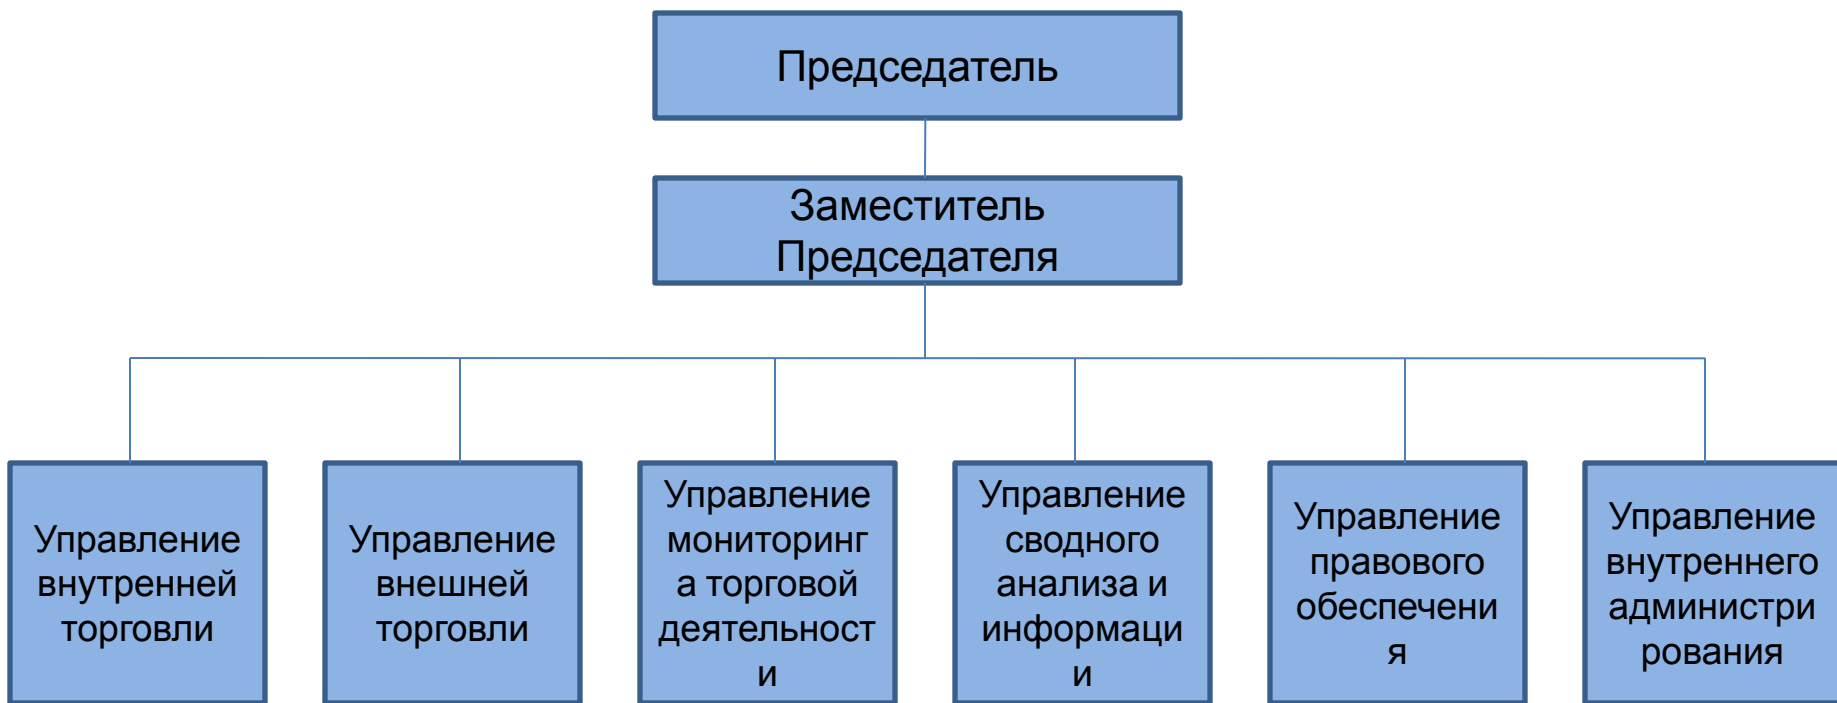 Председатель
Заместитель
Председателя
Управление
внутренней
торговли
Управление
внешней
торговли
Управление
мониторинг
а торговой
деятельност
и
Управление
сводного
анализа и
информаци
и
Управление
правового
обеспечени
я
Управление
внутреннего
администри
рования